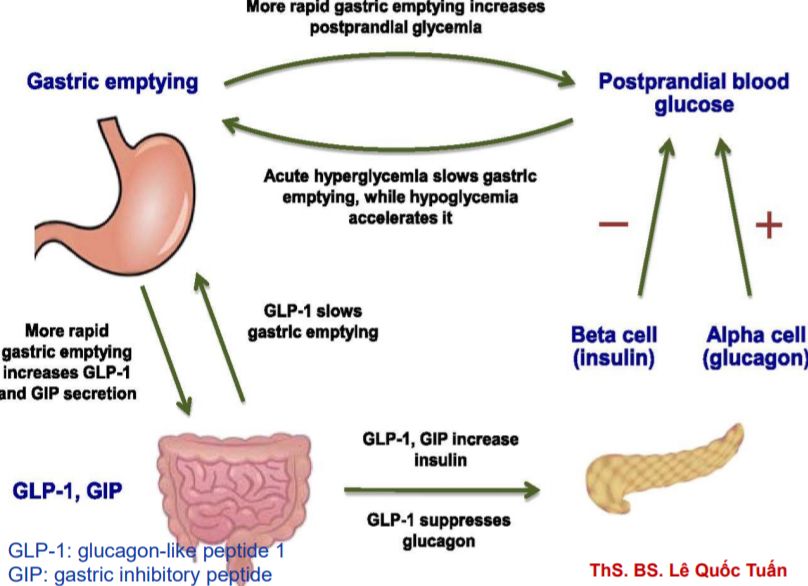 More rapid gastric emptying increases
postprandial glycemia
Gastric emptying
Postprandial blood
glucose
Acute hyperglycemia slows gastric
emptying, while hypoglycemia
accelerates it
−
+
GLP-1 slows
gastric emptying
More rapid
gastric emptying
increases GLP-1
and GIP secretion
Beta cell
(insulin)
Alpha cell
(glucagon)
GLP-1, GIP increase
insulin
GLP-1, GIP
GLP-1 suppresses
glucagon
GLP-1: glucagon-like peptide 1
GIP: gastric inhibitory peptide
ThS. BS. Lê Quốc Tuấn